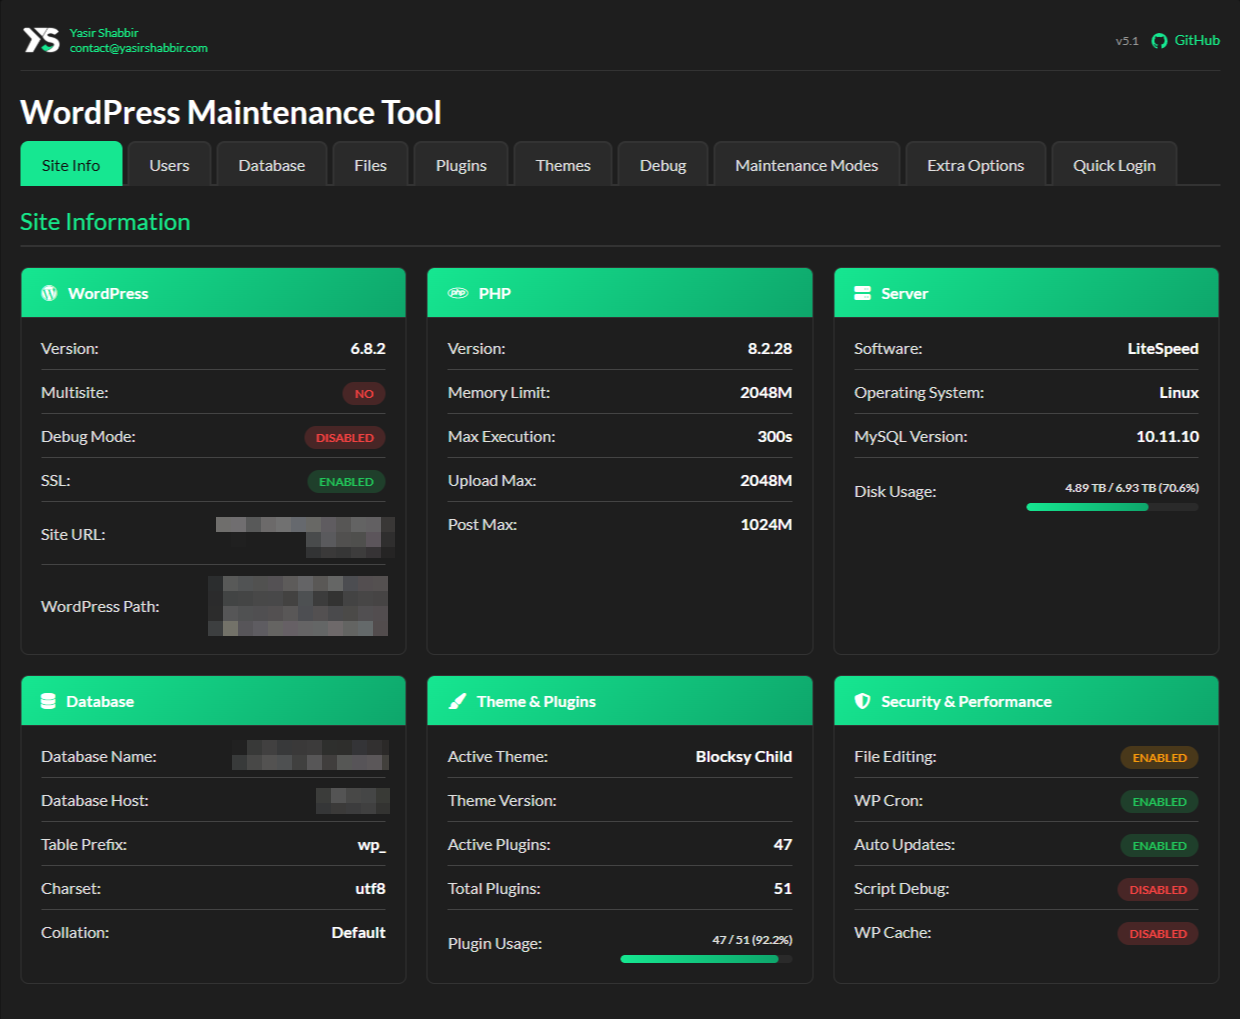 YS
Yasir Shabbir
contact@yasirshabbir.com
v5.1 GitHub
WordPress Maintenance Tool
Site Info Users Database Files Plugins Themes Debug Maintenance Modes Extra Options Quick Login
Site Information
WordPress
Version: 6.8.2
Multisite: NO
Debug Mode: DISABLED
SSL: ENABLED
Site URL:
WordPress Path:
php PHP
Version: 8.2.28
Memory Limit: 2048M
Max Execution: 300s
Upload Max: 2048M
Post Max: 1024M
Server
Software: LiteSpeed
Operating System: Linux
MySQL Version: 10.11.10
Disk Usage: 4.89 TB / 6.93 TB (70.6%)
Database
Database Name:
Database Host:
Table Prefix: wp_
Charset: utf8
Collation: Default
Theme & Plugins
Active Theme: Blocksy Child
Theme Version:
Active Plugins: 47
Total Plugins: 51
Plugin Usage: 47 / 51 (92.2%)
Security & Performance
File Editing: ENABLED
WP Cron: ENABLED
Auto Updates: ENABLED
Script Debug: DISABLED
WP Cache: DISABLED